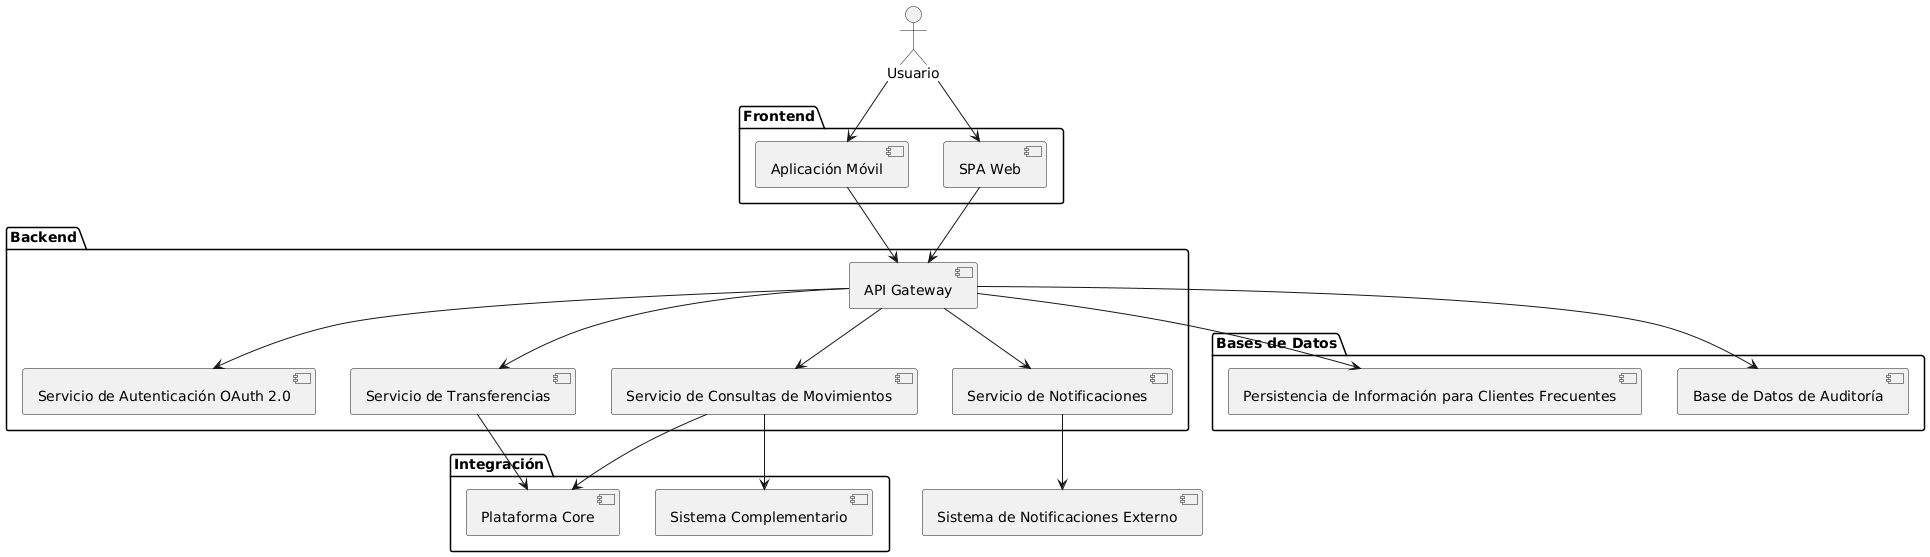 Usuario
Frontend
Aplicación Móvil
SPA Web
Backend
API Gateway
Bases de Datos
Servicio de Autenticación OAuth 2.0
Servicio de Transferencias
Servicio de Consultas de Movimientos
Servicio de Notificaciones
Persistencia de Información para Clientes Frecuentes
Base de Datos de Auditoría
Integración
Plataforma Core
Sistema Complementario
Sistema de Notificaciones Externo